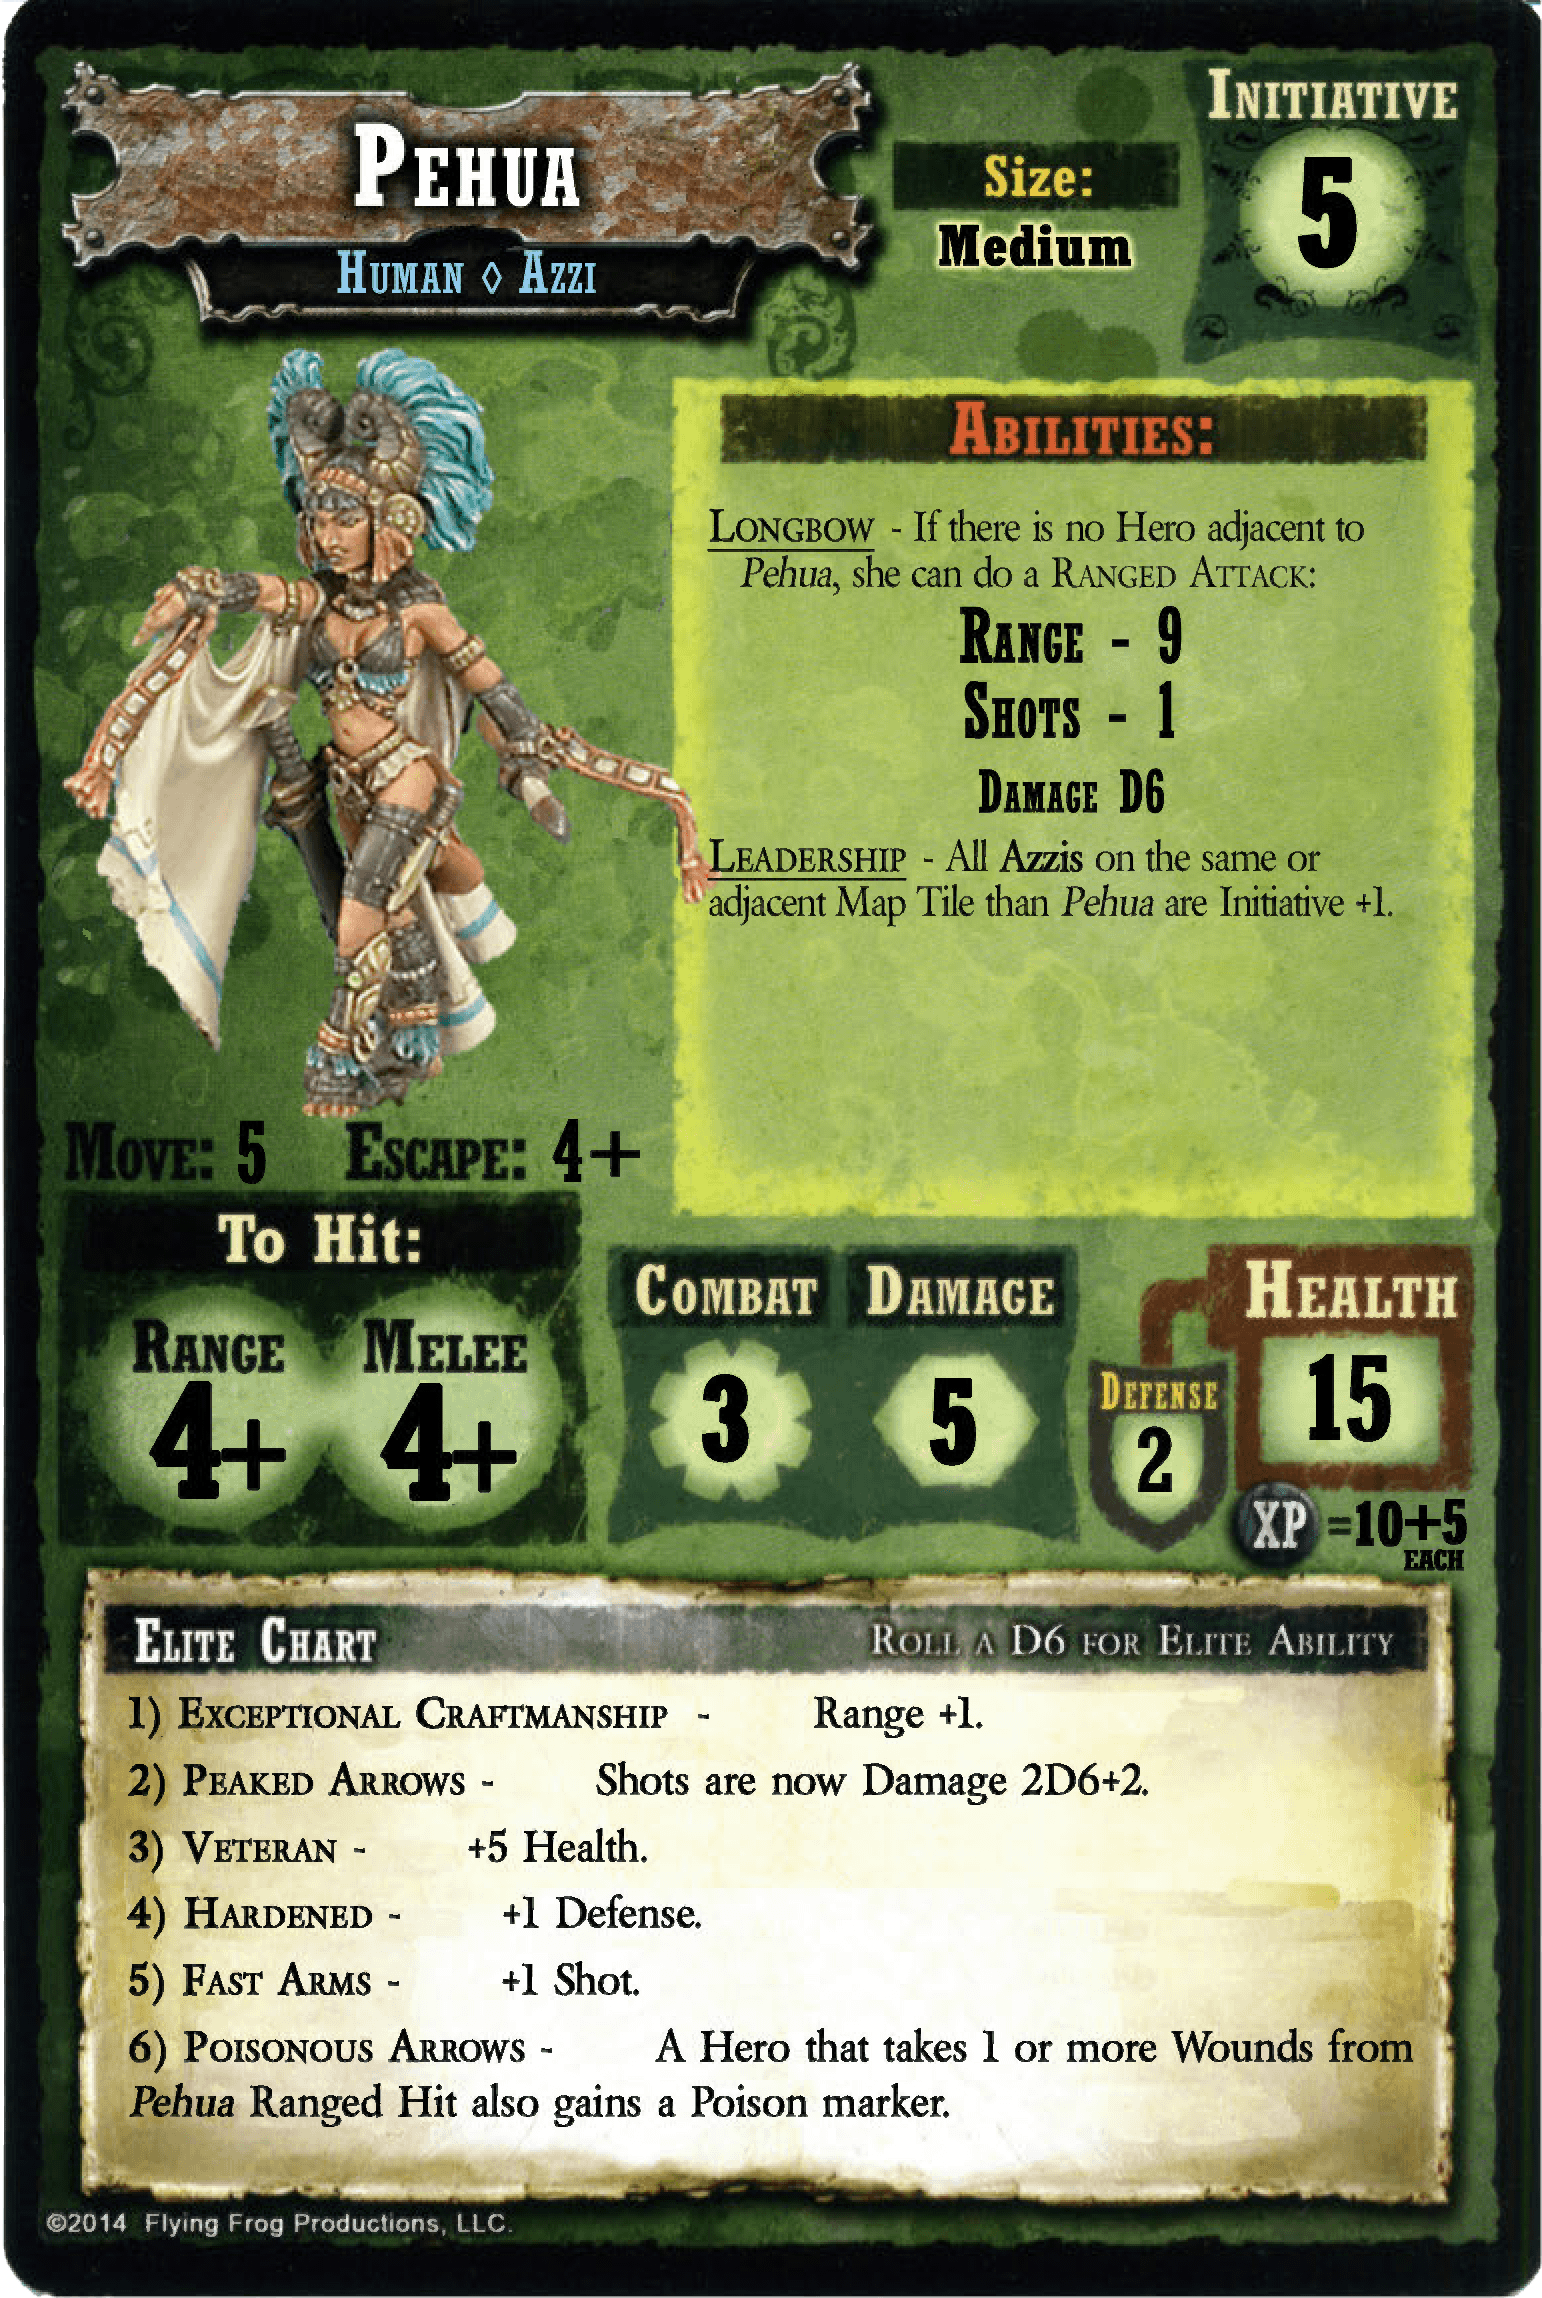 PEHUA
HUMAN ◊ AZZI
Size:
Medium
INITIATIVE
5
ABILITIES:
LONGBOW - If there is no Hero adjacent to
Pehua, she can do a RANGED ATTACK:
RANGE - 9
SHOTS - 1
DAMAGE D6
LEADERSHIP - All Azzis on the same or
adjacent Map Tile than Pehua are Initiative +1.
MOVE: 5 ESCAPE: 4+
To Hit:
RANGE MELEE
4+ 4+
COMBAT
3
DAMAGE
5
DEFENSE
2
HEALTH
15
XP =10+5
EACH
ELITE CHART ROLL A D6 FOR ELITE ABILITY
1) EXCEPTIONAL CRAFTMANSHIP - Range +1.
2) PEAKED ARROWS - Shots are now Damage 2D6+2.
3) VETERAN - +5 Health.
4) HARDENED - +1 Defense.
5) FAST ARMS - +1 Shot.
6) POISONOUS ARROWS - A Hero that takes 1 or more Wounds from
Pehua Ranged Hit also gains a Poison marker.
©2014 Flying Frog Productions, LLC.